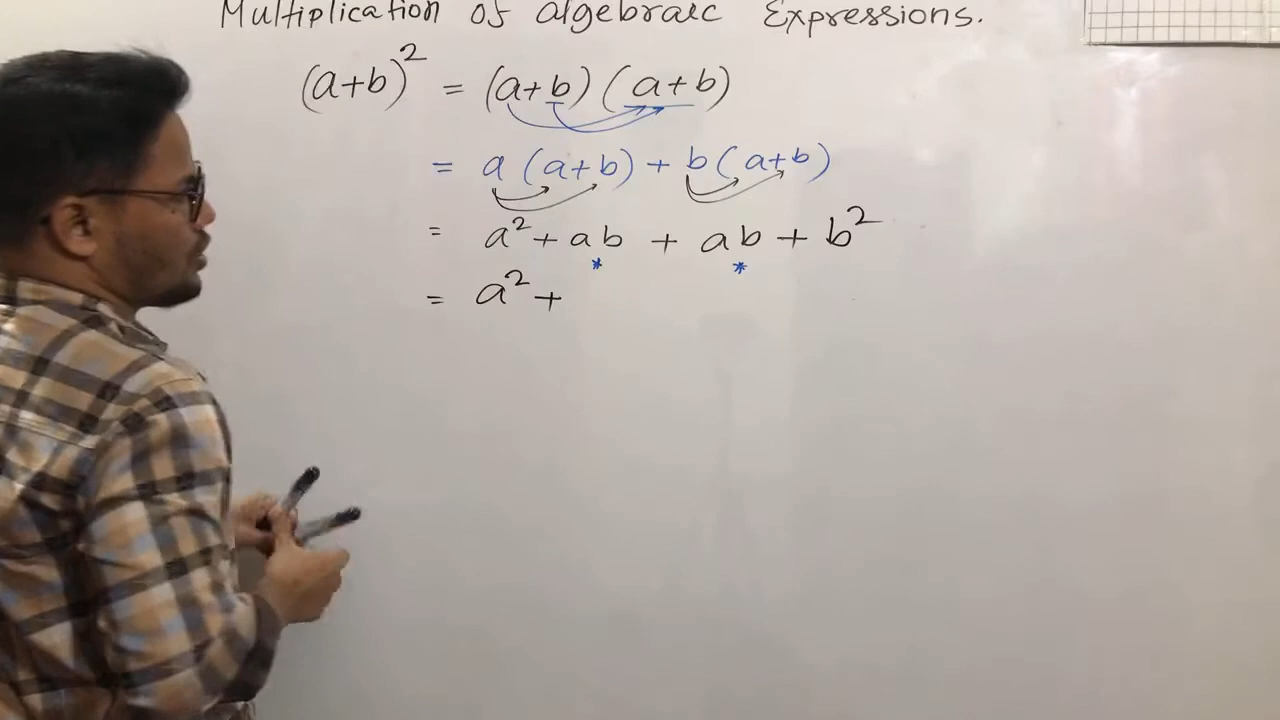 Multiplication of algebraic Expressions.
(a+b)² = (a+b) (a+b)
= a (a+b) + b (a+b)
= a² + ab + ab + b²
* *
= a² +